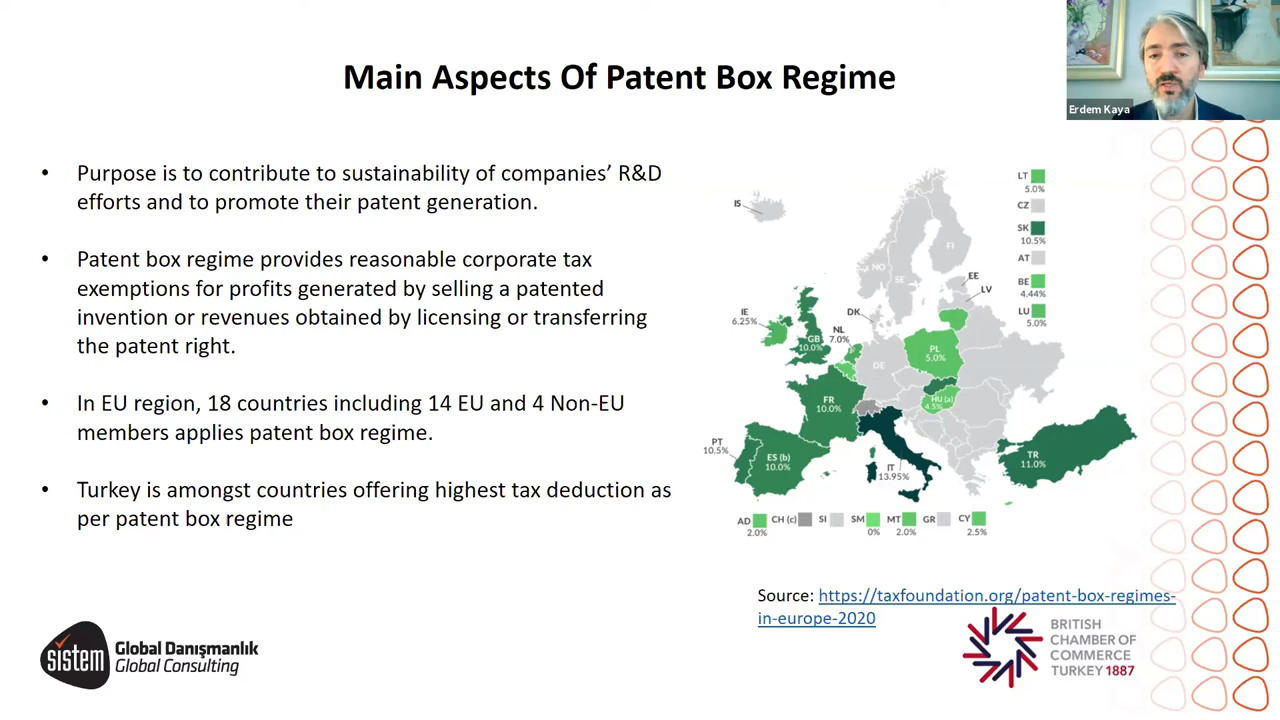 Main Aspects Of Patent Box Regime
Erdem Kaya
• Purpose is to contribute to sustainability of companies’ R&D
efforts and to promote their patent generation.
• Patent box regime provides reasonable corporate tax
exemptions for profits generated by selling a patented
invention or revenues obtained by licensing or transferring
the patent right.
• In EU region, 18 countries including 14 EU and 4 Non-EU
members applies patent box regime.
• Turkey is amongst countries offering highest tax deduction as
per patent box regime
IS
NO
SE
FI
EE
LV
DK
IE
6.25%
GB
10.0%
NL
7.0%
DE
PL
5.0%
FR
10.0%
HU (a)
4.5%
PT
10.5%
ES (b)
10.0%
IT
13.95%
TR
11.0%
LT
5.0%
CZ
SK
10.5%
AT
BE
4.44%
LU
5.0%
AD
2.0%
CH (c)
SI
SM
0%
MT
2.0%
GR
CY
2.5%
Source: https://taxfoundation.org/patent-box-regimes-
in-europe-2020
sistem
Global Danışmanlık
Global Consulting
BRITISH
CHAMBER OF
COMMERCE
TURKEY 1887